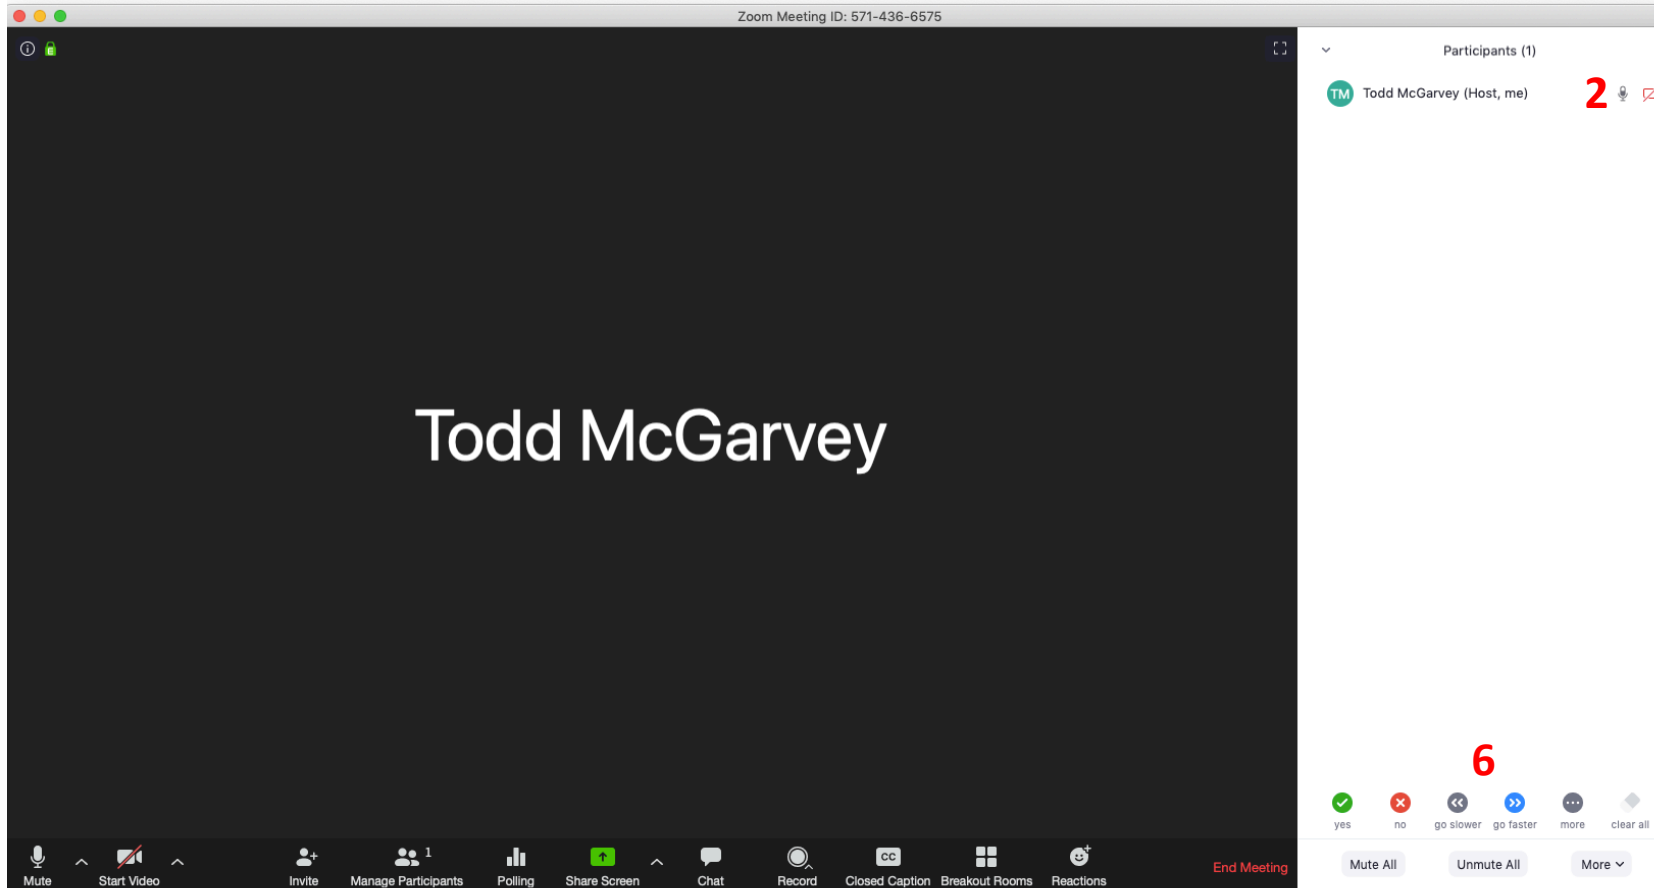 Zoom Meeting ID: 571-436-6575
Participants (1)
TM Todd McGarvey (Host, me) 2
Todd McGarvey
6
yes no go slower go faster more clear all
1
Mute Start Video Invite Manage Participants Polling Share Screen Chat Record CC Closed Caption Breakout Rooms Reactions End Meeting
Mute All Unmute All More